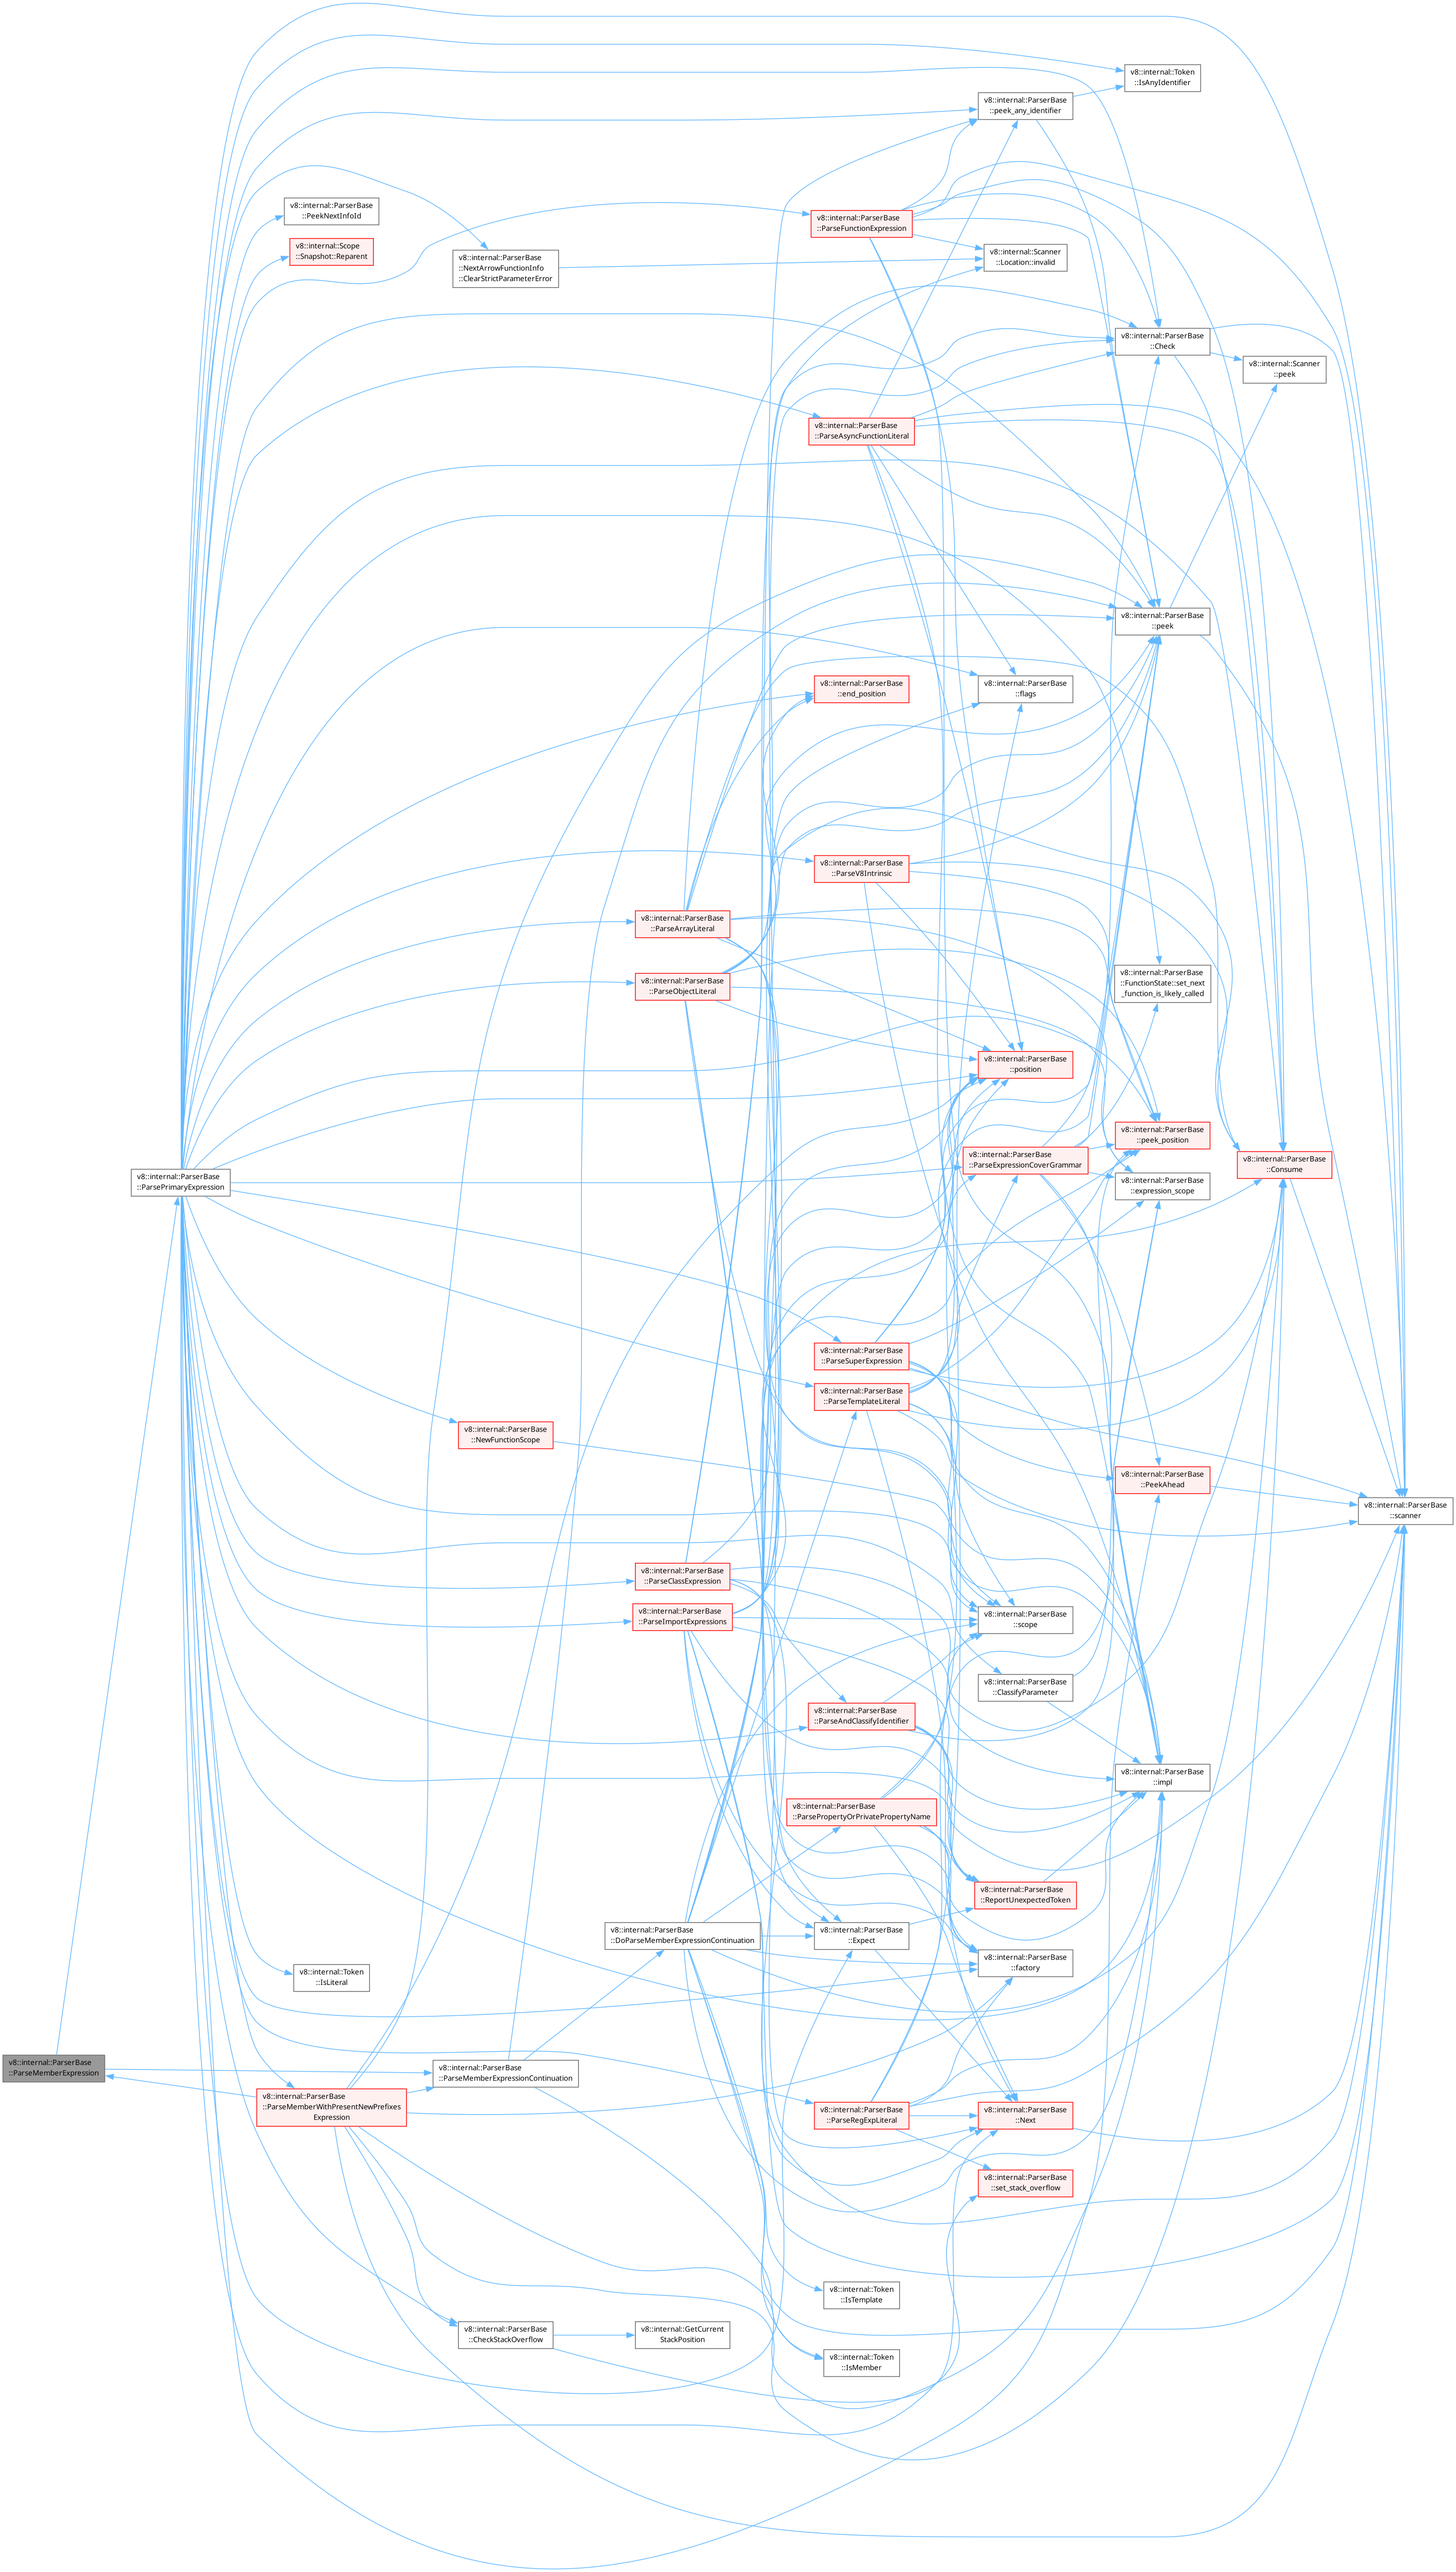 v8::internal::Token
::IsAnyIdentifier
v8::internal::ParserBase
::peek_any_identifier
v8::internal::ParserBase
::PeekNextInfoId
v8::internal::ParserBase
::ParseFunctionExpression
v8::internal::Scope
::Snapshot::Reparent
v8::internal::ParserBase
::NextArrowFunctionInfo
::ClearStrictParameterError
v8::internal::Scanner
::Location::invalid
v8::internal::ParserBase
::Check
v8::internal::Scanner
::peek
v8::internal::ParserBase
::ParseAsyncFunctionLiteral
v8::internal::ParserBase
::peek
v8::internal::ParserBase
::end_position
v8::internal::ParserBase
::flags
v8::internal::ParserBase
::ParseV8Intrinsic
v8::internal::ParserBase
::ParseArrayLiteral
v8::internal::ParserBase
::ParseObjectLiteral
v8::internal::ParserBase
::FunctionState::set_next
_function_is_likely_called
v8::internal::ParserBase
::position
v8::internal::ParserBase
::peek_position
v8::internal::ParserBase
::ParsePrimaryExpression
v8::internal::ParserBase
::ParseExpressionCoverGrammar
v8::internal::ParserBase
::Consume
v8::internal::ParserBase
::expression_scope
v8::internal::ParserBase
::ParseSuperExpression
v8::internal::ParserBase
::ParseTemplateLiteral
v8::internal::ParserBase
::NewFunctionScope
v8::internal::ParserBase
::PeekAhead
v8::internal::ParserBase
::scanner
v8::internal::ParserBase
::ParseClassExpression
v8::internal::ParserBase
::ParseImportExpressions
v8::internal::ParserBase
::scope
v8::internal::ParserBase
::ClassifyParameter
v8::internal::ParserBase
::ParseAndClassifyIdentifier
v8::internal::ParserBase
::impl
v8::internal::ParserBase
::ParsePropertyOrPrivatePropertyName
v8::internal::ParserBase
::ReportUnexpectedToken
v8::internal::ParserBase
::DoParseMemberExpressionContinuation
v8::internal::ParserBase
::Expect
v8::internal::ParserBase
::factory
v8::internal::Token
::IsLiteral
v8::internal::ParserBase
::ParseMemberExpression
v8::internal::ParserBase
::ParseMemberExpressionContinuation
v8::internal::ParserBase
::ParseMemberWithPresentNewPrefixes
Expression
v8::internal::ParserBase
::ParseRegExpLiteral
v8::internal::ParserBase
::Next
v8::internal::ParserBase
::set_stack_overflow
v8::internal::Token
::IsTemplate
v8::internal::ParserBase
::CheckStackOverflow
v8::internal::GetCurrent
StackPosition
v8::internal::Token
::IsMember